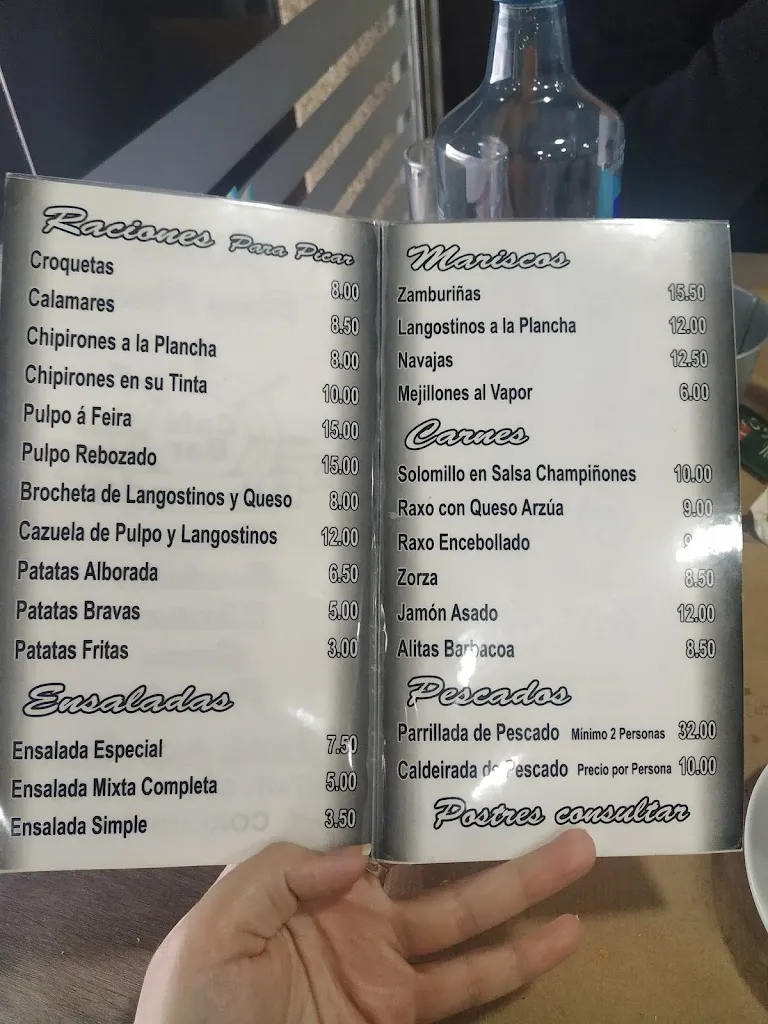 Raciones Para Picar
Croquetas 8.00
Calamares 8.50
Chipirones a la Plancha 8.00
Chipirones en su Tinta 10.00
Pulpo á Feira 15.00
Pulpo Rebozado 15.00
Brocheta de Langostinos y Queso 8.00
Cazuela de Pulpo y Langostinos 12.00
Patatas Alborada 6.50
Patatas Bravas 5.00
Patatas Fritas 3.00
Ensaladas
Ensalada Especial 7.50
Ensalada Mixta Completa 5.00
Ensalada Simple 3.50
Mariscos
Zamburiñas 15.50
Langostinos a la Plancha 12.00
Navajas 12.50
Mejillones al Vapor 6.00
Carnes
Solomillo en Salsa Champiñones 10.00
Raxo con Queso Arzúa 9.00
Raxo Encebollado
Zorza 8.50
Jamón Asado 12.00
Alitas Barbacoa 8.50
Pescados
Parrillada de Pescado Mínimo 2 Personas 32.00
Caldeirada de Pescado Precio por Persona 10.00
Postres consultar